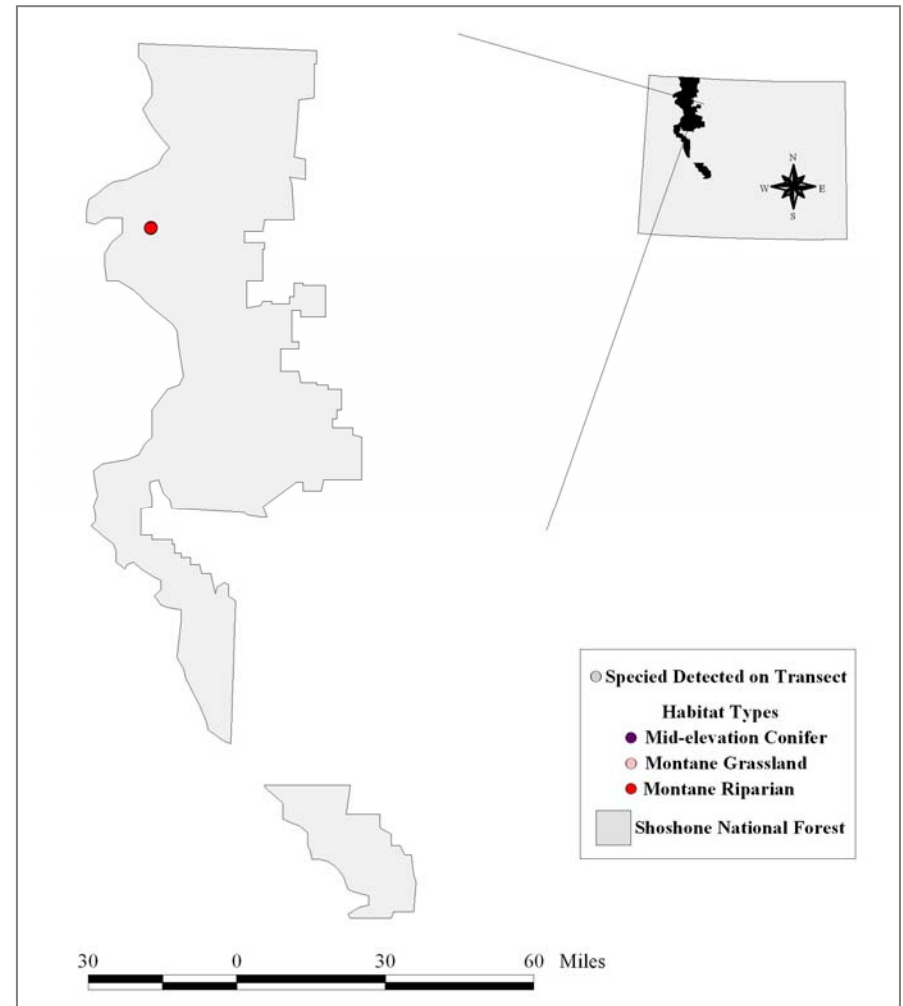 N
W E
S
Specied Detected on Transect
Habitat Types
Mid-elevation Conifer
Montane Grassland
Montane Riparian
Shoshone National Forest
30 0 30 60 Miles